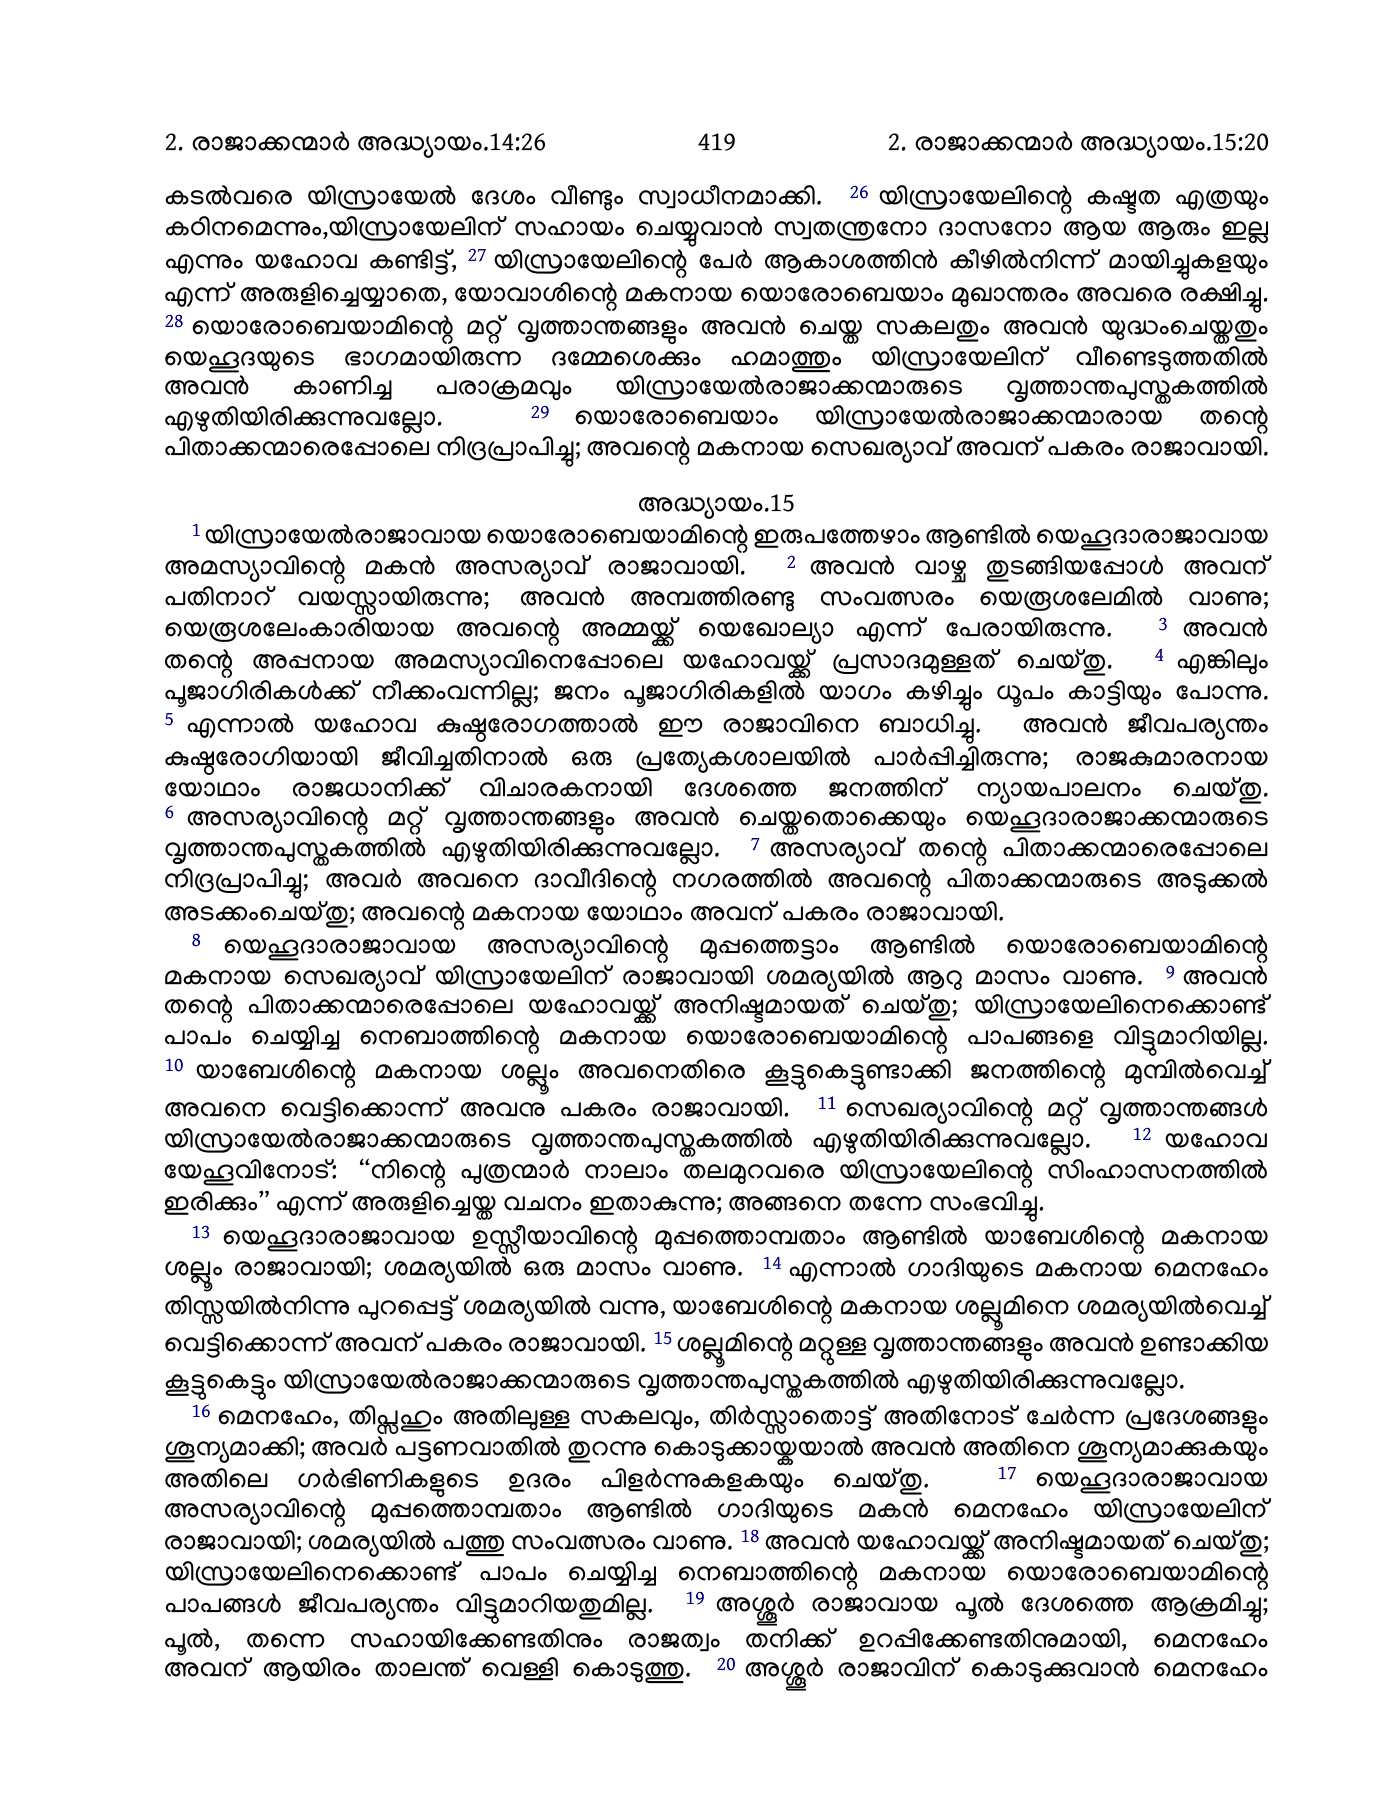 2. രാജാക്കന്മാർ അദ്ധ്യായം.14:26 419 2. രാജാക്കന്മാർ അദ്ധ്യായം.15:20
കടൽവരെ യിസ്രായേൽ ദേശം വീണ്ടും സ്വാധീനമാക്കി. 26 യിസ്രായേലിന്റെ കഷ്ടത എത്രയും
കഠിനമെന്നും,യിസ്രായേലിന് സഹായം ചെയ്യുവാൻ സ്വതന്ത്രനോ ദാസനോ ആയ ആരും ഇല്ല
എന്നും യഹോവ കണ്ടിട്ട്, 27 യിസ്രായേലിന്റെ പേർ ആകാശത്തിൻ കീഴിൽനിന്ന് മായിച്ചുകളയും
എന്ന് അരുളിച്ചെയ്യാതെ, യോവാശിന്റെ മകനായ യൊരോബെയാം മുഖാന്തരം അവരെ രക്ഷിച്ചു.
28 യൊരോബെയാമിന്റെ മറ്റ് വൃത്താന്തങ്ങളും അവൻ ചെയ്ത സകലതും അവൻ യുദ്ധംചെയ്തതും
യെഹൂദയുടെ ഭാഗമായിരുന്ന ദമ്മേശെക്കും ഹമാത്തും യിസ്രായേലിന് വീണ്ടെടുത്തതിൽ
അവൻ കാണിച്ച പരാക്രമവും യിസ്രായേൽരാജാക്കന്മാരുടെ വൃത്താന്തപുസ്തകത്തിൽ
എഴുതിയിരിക്കുന്നുവല്ലോ. 29 യൊരോബെയാം യിസ്രായേൽരാജാക്കന്മാരായ തന്റെ
പിതാക്കന്മാരെപ്പോലെ നിദ്രപ്രാപിച്ചു; അവന്റെ മകനായ സെഖര്യാവ് അവന് പകരം രാജാവായി.
അദ്ധ്യായം.15
1 യിസ്രായേൽരാജാവായ യൊരോബെയാമിന്റെ ഇരുപത്തേഴാം ആണ്ടിൽ യെഹൂദാരാജാവായ
അമസ്യാവിന്റെ മകൻ അസര്യാവ് രാജാവായി. 2 അവൻ വാഴ്ച തുടങ്ങിയപ്പോൾ അവന്
പതിനാറ് വയസ്സായിരുന്നു; അവൻ അമ്പത്തിരണ്ടു സംവത്സരം യെരൂശലേമിൽ വാണു;
യെരൂശലേംകാരിയായ അവന്റെ അമ്മയ്ക്ക് യെഖോല്യാ എന്ന് പേരായിരുന്നു. 3 അവൻ
തന്റെ അപ്പനായ അമസ്യാവിനെപ്പോലെ യഹോവയ്ക്ക് പ്രസാദമുള്ളത് ചെയ്തു. 4 എങ്കിലും
പൂജാഗിരികൾക്ക് നീക്കംവന്നില്ല; ജനം പൂജാഗിരികളിൽ യാഗം കഴിച്ചും ധൂപം കാട്ടിയും പോന്നു.
5 എന്നാൽ യഹോവ കുഷ്ഠരോഗത്താൽ ഈ രാജാവിനെ ബാധിച്ചു. അവൻ ജീവപര്യന്തം
കുഷ്ഠരോഗിയായി ജീവിച്ചതിനാൽ ഒരു പ്രത്യേകശാലയിൽ പാർപ്പിച്ചിരുന്നു; രാജകുമാരനായ
യോഥാം രാജധാനിക്ക് വിചാരകനായി ദേശത്തെ ജനത്തിന് ന്യായപാലനം ചെയ്തു.
6 അസര്യാവിന്റെ മറ്റ് വൃത്താന്തങ്ങളും അവൻ ചെയ്തതൊക്കെയും യെഹൂദാരാജാക്കന്മാരുടെ
വൃത്താന്തപുസ്തകത്തിൽ എഴുതിയിരിക്കുന്നുവല്ലോ. 7 അസര്യാവ് തന്റെ പിതാക്കന്മാരെപ്പോലെ
നിദ്രപ്രാപിച്ചു; അവർ അവനെ ദാവീദിന്റെ നഗരത്തിൽ അവന്റെ പിതാക്കന്മാരുടെ അടുക്കൽ
അടക്കംചെയ്തു; അവന്റെ മകനായ യോഥാം അവന് പകരം രാജാവായി.
8 യെഹൂദാരാജാവായ അസര്യാവിന്റെ മുപ്പത്തെട്ടാം ആണ്ടിൽ യൊരോബെയാമിന്റെ
മകനായ സെഖര്യാവ് യിസ്രായേലിന് രാജാവായി ശമര്യയിൽ ആറു മാസം വാണു. 9 അവൻ
തന്റെ പിതാക്കന്മാരെപ്പോലെ യഹോവയ്ക്ക് അനിഷ്ടമായത് ചെയ്തു; യിസ്രായേലിനെക്കൊണ്ട്
പാപം ചെയ്യിച്ച നെബാത്തിന്റെ മകനായ യൊരോബെയാമിന്റെ പാപങ്ങളെ വിട്ടുമാറിയില്ല.
10 യാബേശിന്റെ മകനായ ശല്ലൂം അവനെതിരെ കൂട്ടുകെട്ടുണ്ടാക്കി ജനത്തിന്റെ മുമ്പിൽവെച്ച്
അവനെ വെട്ടിക്കൊന്ന് അവനു പകരം രാജാവായി. 11 സെഖര്യാവിന്റെ മറ്റ് വൃത്താന്തങ്ങൾ
യിസ്രായേൽരാജാക്കന്മാരുടെ വൃത്താന്തപുസ്തകത്തിൽ എഴുതിയിരിക്കുന്നുവല്ലോ. 12 യഹോവ
യേഹൂവിനോട്: “നിന്റെ പുത്രന്മാർ നാലാം തലമുറവരെ യിസ്രായേലിന്റെ സിംഹാസനത്തിൽ
ഇരിക്കും” എന്ന് അരുളിച്ചെയ്ത വചനം ഇതാകുന്നു; അങ്ങനെ തന്നേ സംഭവിച്ചു.
13 യെഹൂദാരാജാവായ ഉസ്സീയാവിന്റെ മുപ്പത്തൊമ്പതാം ആണ്ടിൽ യാബേശിന്റെ മകനായ
ശല്ലൂം രാജാവായി; ശമര്യയിൽ ഒരു മാസം വാണു. 14 എന്നാൽ ഗാദിയുടെ മകനായ മെനഹേം
തിസ്സയിൽനിന്നു പുറപ്പെട്ട് ശമര്യയിൽ വന്നു, യാബേശിന്റെ മകനായ ശല്ലൂമിനെ ശമര്യയിൽവെച്ച്
വെട്ടിക്കൊന്ന് അവന് പകരം രാജാവായി. 15 ശല്ലൂമിന്റെ മറ്റുള്ള വൃത്താന്തങ്ങളും അവൻ ഉണ്ടാക്കിയ
കൂട്ടുകെട്ടും യിസ്രായേൽരാജാക്കന്മാരുടെ വൃത്താന്തപുസ്തകത്തിൽ എഴുതിയിരിക്കുന്നുവല്ലോ.
16 മെനഹേം, തിപ്സഹും അതിലുള്ള സകലവും, തിർസ്സാതൊട്ട് അതിനോട് ചേർന്ന പ്രദേശങ്ങളും
ശൂന്യമാക്കി; അവർ പട്ടണവാതിൽ തുറന്നു കൊടുക്കായ്കയാൽ അവൻ അതിനെ ശൂന്യമാക്കുകയും
അതിലെ ഗർഭിണികളുടെ ഉദരം പിളർന്നുകളകയും ചെയ്തു. 17 യെഹൂദാരാജാവായ
അസര്യാവിന്റെ മുപ്പത്തൊമ്പതാം ആണ്ടിൽ ഗാദിയുടെ മകൻ മെനഹേം യിസ്രായേലിന്
രാജാവായി; ശമര്യയിൽ പത്തു സംവത്സരം വാണു. 18 അവൻ യഹോവയ്ക്ക് അനിഷ്ടമായത് ചെയ്തു;
യിസ്രായേലിനെക്കൊണ്ട് പാപം ചെയ്യിച്ച നെബാത്തിന്റെ മകനായ യൊരോബെയാമിന്റെ
പാപങ്ങൾ ജീവപര്യന്തം വിട്ടുമാറിയതുമില്ല. 19 അശ്ശൂർ രാജാവായ പൂൽ ദേശത്തെ ആക്രമിച്ചു;
പൂൽ, തന്നെ സഹായിക്കേണ്ടതിനും രാജത്വം തനിക്ക് ഉറപ്പിക്കേണ്ടതിനുമായി, മെനഹേം
അവന് ആയിരം താലന്ത് വെള്ളി കൊടുത്തു. 20 അശ്ശൂർ രാജാവിന് കൊടുക്കുവാൻ മെനഹേം